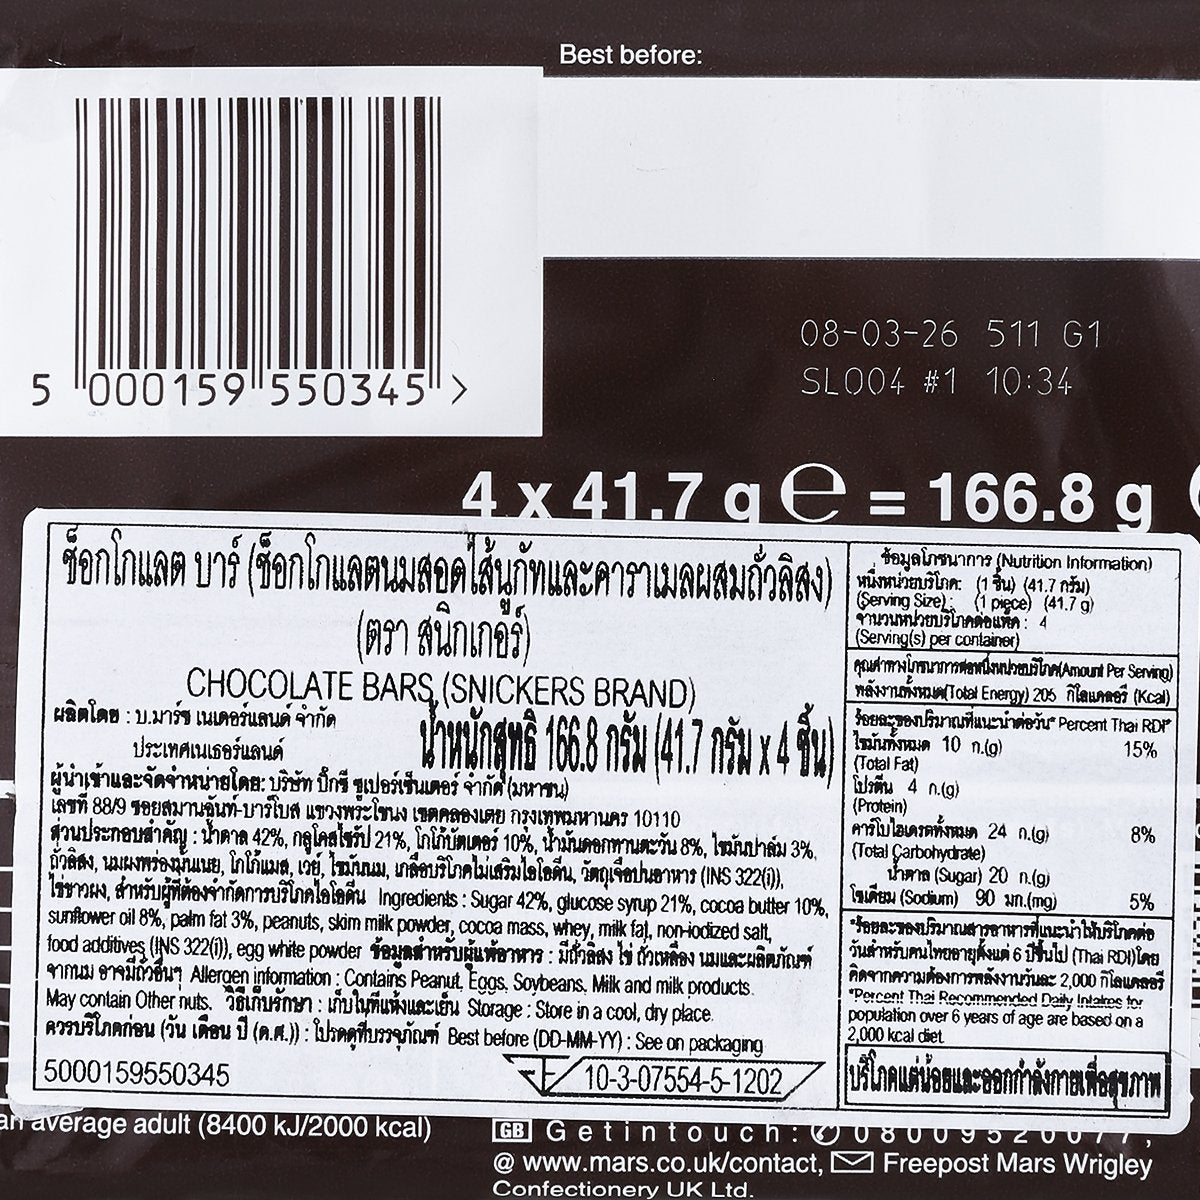 Best before:
5 000159 550345 >
08-03-26 511 G1
SL004 #1 10:34
4 x 41.7 g e = 166.8 g
ช็อกโกแลต บาร์ (ช็อกโกแลตนมสอดไส้นูกัทและคาราเมลผสมถั่วลิสง)
(ตรา สนิกเกอร์)
CHOCOLATE BARS (SNICKERS BRAND)
ผลิตโดย : บ.มาร์ซ เนเดอร์แลนด์ จำกัด
ประเทศเนเธอร์แลนด์
น้ำหนักสุทธิ 166.8 กรัม (41.7 กรัม x 4 ชิ้น)
ผู้นำเข้าและจัดจำหน่ายโดย: บริษัท บิ๊กซี ซูเปอร์เซ็นเตอร์ จำกัด (มหาชน)
เลขที่ 88/9 ซอยสมานฉันท์-บาร์โบส แขวงพระโขนง เขตคลองเตย กรุงเทพมหานคร 10110
ส่วนประกอบสำคัญ : น้ำตาล 42%, กลูโคสไซรัป 21%, โกโก้บัตเตอร์ 10%, น้ำมันดอกทานตะวัน 8%, ไขมันปาล์ม 3%,
ถั่วลิสง, นมผงพร่องมันเนย, โกโก้แมส, เวย์, ไขมันนม, เกลือบริโภคไม่เสริมไอโอดีน, วัตถุเจือปนอาหาร (INS 322(i)),
ไข่ขาวผง, สำหรับผู้ที่ต้องจำกัดการบริโภคไอโอดีน Ingredients : Sugar 42%, glucose syrup 21%, cocoa butter 10%,
sunflower oil 8%, palm fat 3%, peanuts, skim milk powder, cocoa mass, whey, milk fat, non-iodized salt,
food additives (INS 322(i)), egg white powder ข้อมูลสำหรับผู้แพ้อาหาร : มีถั่วลิสง ไข่ ถั่วเหลือง นมและผลิตภัณฑ์
จากนม อาจมีถั่วอื่นๆ Allergen information : Contains Peanut, Eggs, Soybeans, Milk and milk products.
May contain Other nuts. วิธีเก็บรักษา : เก็บในที่แห้งและเย็น Storage : Store in a cool, dry place.
ควรบริโภคก่อน (วัน เดือน ปี (ค.ศ.)) : โปรดดูที่บรรจุภัณฑ์ Best before (DD-MM-YY) : See on packaging
5000159550345
10-3-07554-5-1202
ข้อมูลโภชนาการ (Nutrition Information)
หนึ่งหน่วยบริโภค: (1 ชิ้น) (41.7 กรัม)
(Serving Size) : (1 piece) (41.7 g)
จำนวนหน่วยบริโภคต่อแพ็ค : 4
(Serving(s) per container)
คุณค่าทางโภชนาการต่อหนึ่งหน่วยบริโภค(Amount Per Serving)
พลังงานทั้งหมด(Total Energy) 205 กิโลแคลอรี (Kcal)
ร้อยละของปริมาณที่แนะนำต่อวัน* Percent Thai RDI*
ไขมันทั้งหมด 10 ก.(g) 15%
(Total Fat)
โปรตีน 4 ก.(g)
(Protein)
คาร์โบไฮเดรตทั้งหมด 24 ก.(g) 8%
(Total Carbohydrate)
น้ำตาล (Sugar) 20 ก.(g)
โซเดียม (Sodium) 90 มก.(mg) 5%
*ร้อยละของปริมาณสารอาหารที่แนะนำให้บริโภคต่อ
วันสำหรับคนไทยอายุตั้งแต่ 6 ปีขึ้นไป (Thai RDI)โดย
คิดจากความต้องการพลังงานวันละ 2,000 กิโลแคลอรี
*Percent Thai Recommended Daily Intakes for
population over 6 years of age are based on a
2,000 kcal diet.
บริโภคแต่น้อยและออกกำลังกายเพื่อสุขภาพ
an average adult (8400 kJ/2000 kcal)
GB Get in touch: 0800952007​7,
@ www.mars.co.uk/contact, Freepost Mars Wrigley
Confectionery UK Ltd.